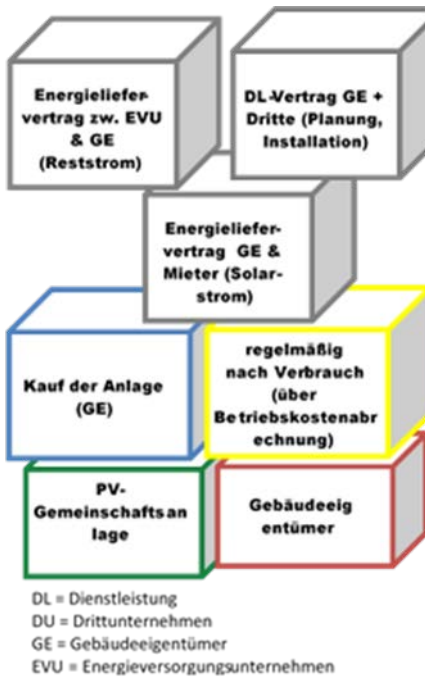 Energieliefer-
vertrag zw. EVU
& GE
(Reststrom)
DL-Vertrag GE +
Dritte (Planung,
Installation)
Energieliefer-
vertrag GE &
Mieter (Solar-
strom)
Kauf der Anlage
(GE)
regelmäßig
nach Verbrauch
(über
Betriebskostenabr
echnung)
PV-
Gemeinschaftsan
lage
Gebäudeeig
entümer
DL = Dienstleistung
DU = Drittunternehmen
GE = Gebäudeeigentümer
EVU = Energieversorgungsunternehmen